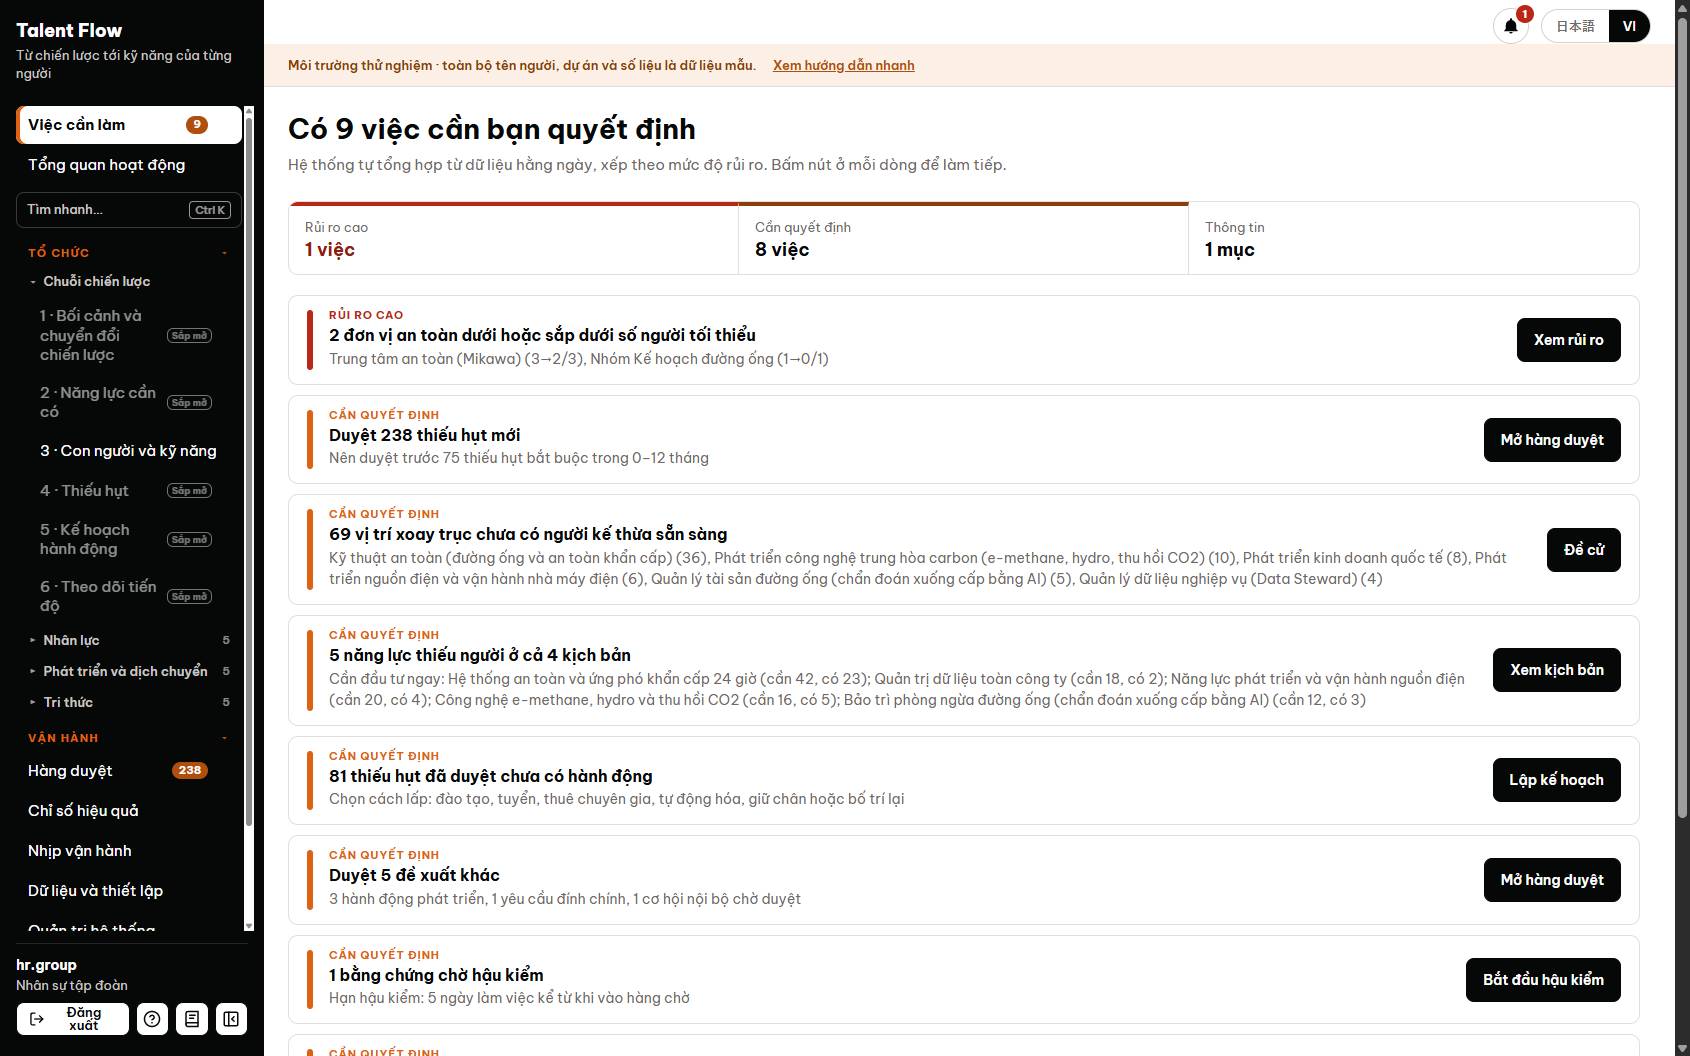 Talent Flow
Từ chiến lược tới kỹ năng của từng
người
Việc cần làm 9
Tổng quan hoạt động
Tìm nhanh... Ctrl K
TỔ CHỨC
Chuỗi chiến lược
1 · Bối cảnh và
chuyển đổi
chiến lược
Sắp mở
2 · Năng lực cần
có
Sắp mở
3 · Con người và kỹ năng
4 · Thiếu hụt Sắp mở
5 · Kế hoạch
hành động
Sắp mở
6 · Theo dõi tiến
độ
Sắp mở
Nhân lực 5
Phát triển và dịch chuyển 5
Tri thức 5
VẬN HÀNH
Hàng duyệt 238
Chỉ số hiệu quả
Nhịp vận hành
Dữ liệu và thiết lập
Quản trị hệ thống
hr.group
Nhân sự tập đoàn
Đăng
xuất
1
日本語 VI
Môi trường thử nghiệm · toàn bộ tên người, dự án và số liệu là dữ liệu mẫu. Xem hướng dẫn nhanh
Có 9 việc cần bạn quyết định
Hệ thống tự tổng hợp từ dữ liệu hằng ngày, xếp theo mức độ rủi ro. Bấm nút ở mỗi dòng để làm tiếp.
Rủi ro cao
1 việc
Cần quyết định
8 việc
Thông tin
1 mục
RỦI RO CAO
2 đơn vị an toàn dưới hoặc sắp dưới số người tối thiểu
Trung tâm an toàn (Mikawa) (3→2/3), Nhóm Kế hoạch đường ống (1→0/1)
Xem rủi ro
CẦN QUYẾT ĐỊNH
Duyệt 238 thiếu hụt mới
Nên duyệt trước 75 thiếu hụt bắt buộc trong 0–12 tháng
Mở hàng duyệt
CẦN QUYẾT ĐỊNH
69 vị trí xoay trục chưa có người kế thừa sẵn sàng
Kỹ thuật an toàn (đường ống và an toàn khẩn cấp) (36), Phát triển công nghệ trung hòa carbon (e-methane, hydro, thu hồi CO2) (10), Phát triển kinh doanh quốc tế (8), Phát
triển nguồn điện và vận hành nhà máy điện (6), Quản lý tài sản đường ống (chẩn đoán xuống cấp bằng AI) (5), Quản lý dữ liệu nghiệp vụ (Data Steward) (4)
Đề cử
CẦN QUYẾT ĐỊNH
5 năng lực thiếu người ở cả 4 kịch bản
Cần đầu tư ngay: Hệ thống an toàn và ứng phó khẩn cấp 24 giờ (cần 42, có 23); Quản trị dữ liệu toàn công ty (cần 18, có 2); Năng lực phát triển và vận hành nguồn điện
(cần 20, có 4); Công nghệ e-methane, hydro và thu hồi CO2 (cần 16, có 5); Bảo trì phòng ngừa đường ống (chẩn đoán xuống cấp bằng AI) (cần 12, có 3)
Xem kịch bản
CẦN QUYẾT ĐỊNH
81 thiếu hụt đã duyệt chưa có hành động
Chọn cách lấp: đào tạo, tuyển, thuê chuyên gia, tự động hóa, giữ chân hoặc bố trí lại
Lập kế hoạch
CẦN QUYẾT ĐỊNH
Duyệt 5 đề xuất khác
3 hành động phát triển, 1 yêu cầu đính chính, 1 cơ hội nội bộ chờ duyệt
Mở hàng duyệt
CẦN QUYẾT ĐỊNH
1 bằng chứng chờ hậu kiểm
Hạn hậu kiểm: 5 ngày làm việc kể từ khi vào hàng chờ
Bắt đầu hậu kiểm
CẦN QUYẾT ĐỊNH